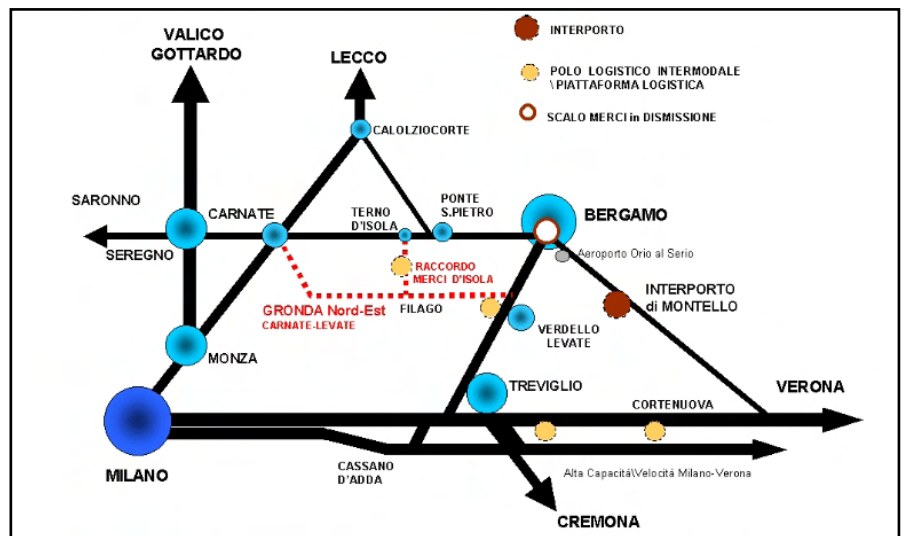 VALICO
GOTTARDO
LECCO
INTERPORTO
POLO LOGISTICO INTERMODALE
\PIATTAFORMA LOGISTICA
SCALO MERCI in DISMISSIONE
CALOLZIOCORTE
SARONNO
CARNATE
TERNO
D'ISOLA
PONTE
S.PIETRO
BERGAMO
SEREGNO
Aeroporto Orio al Serio
RACCORDO
MERCI D'ISOLA
INTERPORTO
di MONTELLO
GRONDA Nord-Est
CARNATE-LEVATE
FILAGO
VERDELLO
LEVATE
MONZA
TREVIGLIO
VERONA
CORTENUOVA
MILANO
CASSANO
D'ADDA
Alta Capacità\Velocità Milano-Verona
CREMONA